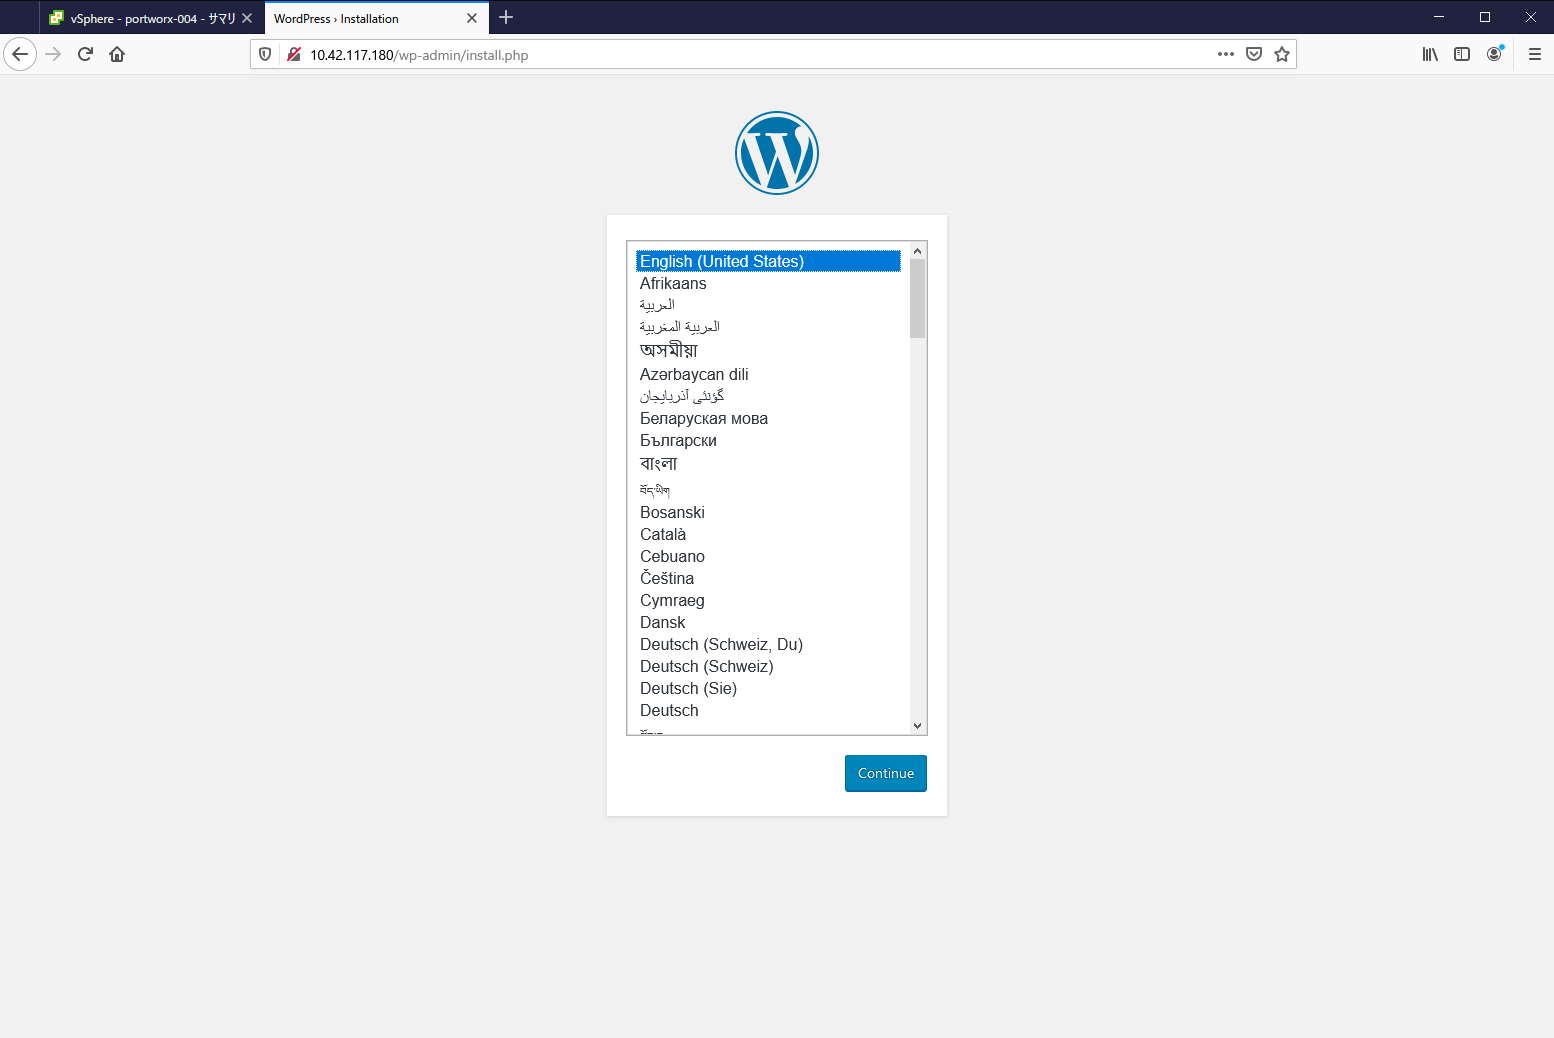 vSphere - portworx-004 - サマリ
WordPress › Installation
10.42.117.180/wp-admin/install.php
English (United States)
Afrikaans
العربية
العربية المغربية
অসমীয়া
Azərbaycan dili
گؤنئی آذربایجان
Беларуская мова
Български
বাংলা
བོད་ཡིག
Bosanski
Català
Cebuano
Čeština
Cymraeg
Dansk
Deutsch (Schweiz, Du)
Deutsch (Schweiz)
Deutsch (Sie)
Deutsch
Continue